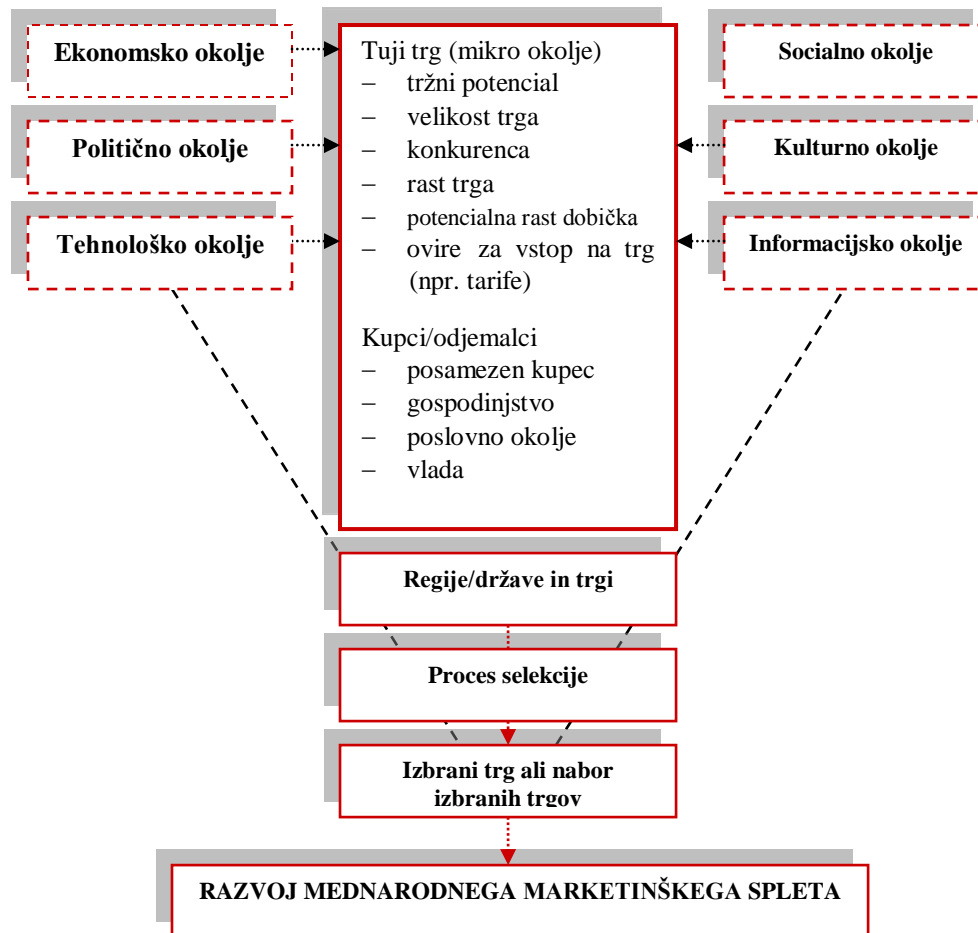 Ekonomsko okolje
Politično okolje
Tehnološko okolje
Tuji trg (mikro okolje)
– tržni potencial
– velikost trga
– konkurenca
– rast trga
– potencialna rast dobička
– ovire za vstop na trg
(npr. tarife)
Kupci/odjemalci
– posamezen kupec
– gospodinjstvo
– poslovno okolje
– vlada
Socialno okolje
Kulturno okolje
Informacijsko okolje
Regije/države in trgi
Proces selekcije
Izbrani trg ali nabor
izbranih trgov
RAZVOJ MEDNARODNEGA MARKETINŠKEGA SPLETA